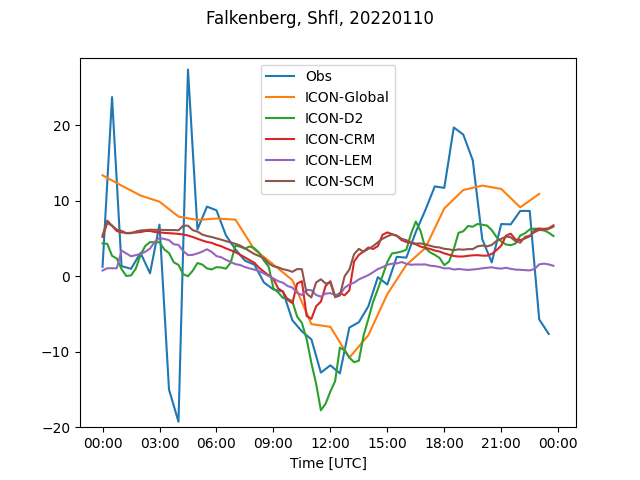 Falkenberg, Shfl, 20220110
Obs
ICON-Global
ICON-D2
ICON-CRM
ICON-LEM
ICON-SCM
20
10
0
−10
−20
00:00 03:00 06:00 09:00 12:00 15:00 18:00 21:00 00:00
Time [UTC]